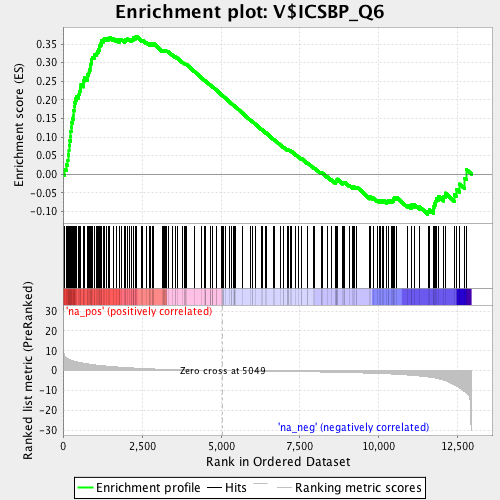 Enrichment plot: V$ICSBP_Q6
Enrichment score (ES)
0.35
0.30
0.25
0.20
0.15
0.10
0.05
0.00
-0.05
-0.10
'na_pos' (positively correlated)
Ranked list metric (PreRanked)
30
20
10
0
-10
-20
-30
Zero cross at 5049
'na_neg' (negatively correlated)
0
2,500
5,000
7,500
10,000
12,500
Rank in Ordered Dataset
Enrichment profile
Hits
Ranking metric scores